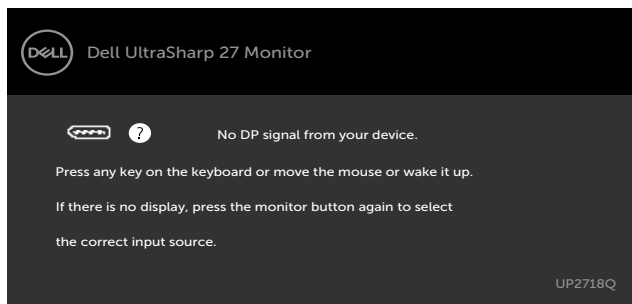 DELL Dell UltraSharp 27 Monitor
? No DP signal from your device.
Press any key on the keyboard or move the mouse or wake it up.
If there is no display, press the monitor button again to select
the correct input source.
UP2718Q